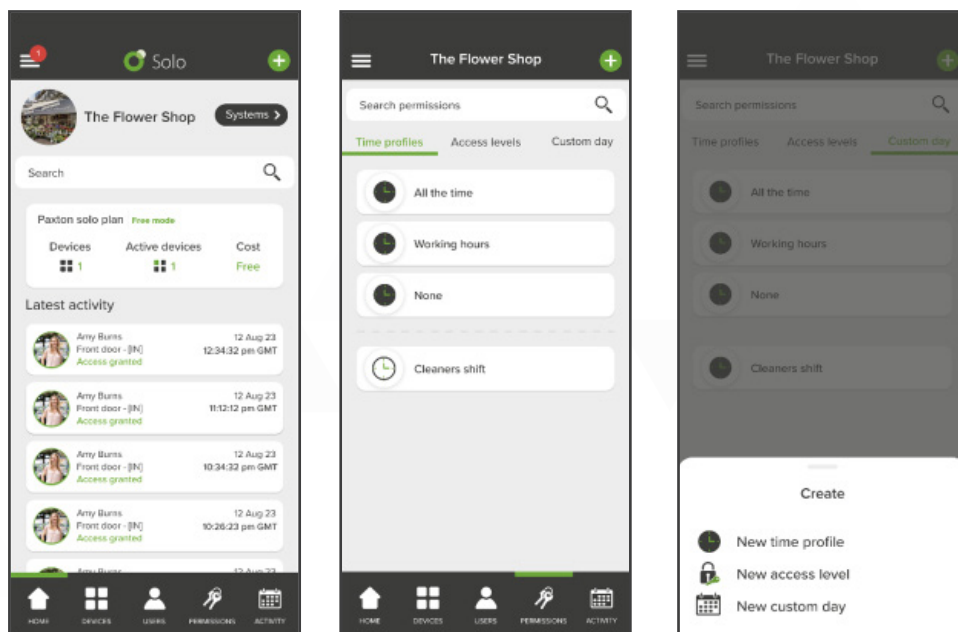 1
Solo
The Flower Shop
Systems
Search
Paxton solo plan Free mode
Devices Active devices Cost
1 1 Free
Latest activity
Amy Burns 12 Aug 23
Front door - [IN] 12:34:32 pm GMT
Access granted
Amy Burns 12 Aug 23
Front door - [IN] 11:12:12 pm GMT
Access granted
Amy Burns 12 Aug 23
Front door - [IN] 10:34:32 pm GMT
Access granted
Amy Burns 12 Aug 23
Front door - [IN] 10:26:23 pm GMT
Access granted
Amy Burns 12 Aug 23
HOME DEVICES USERS PERMISSIONS ACTIVITY
The Flower Shop
Search permissions
Time profiles Access levels Custom day
All the time
Working hours
None
Cleaners shift
HOME DEVICES USERS PERMISSIONS ACTIVITY
The Flower Shop
Search permissions
Time profiles Access levels Custom day
All the time
Working hours
None
Cleaners shift
Create
New time profile
New access level
New custom day